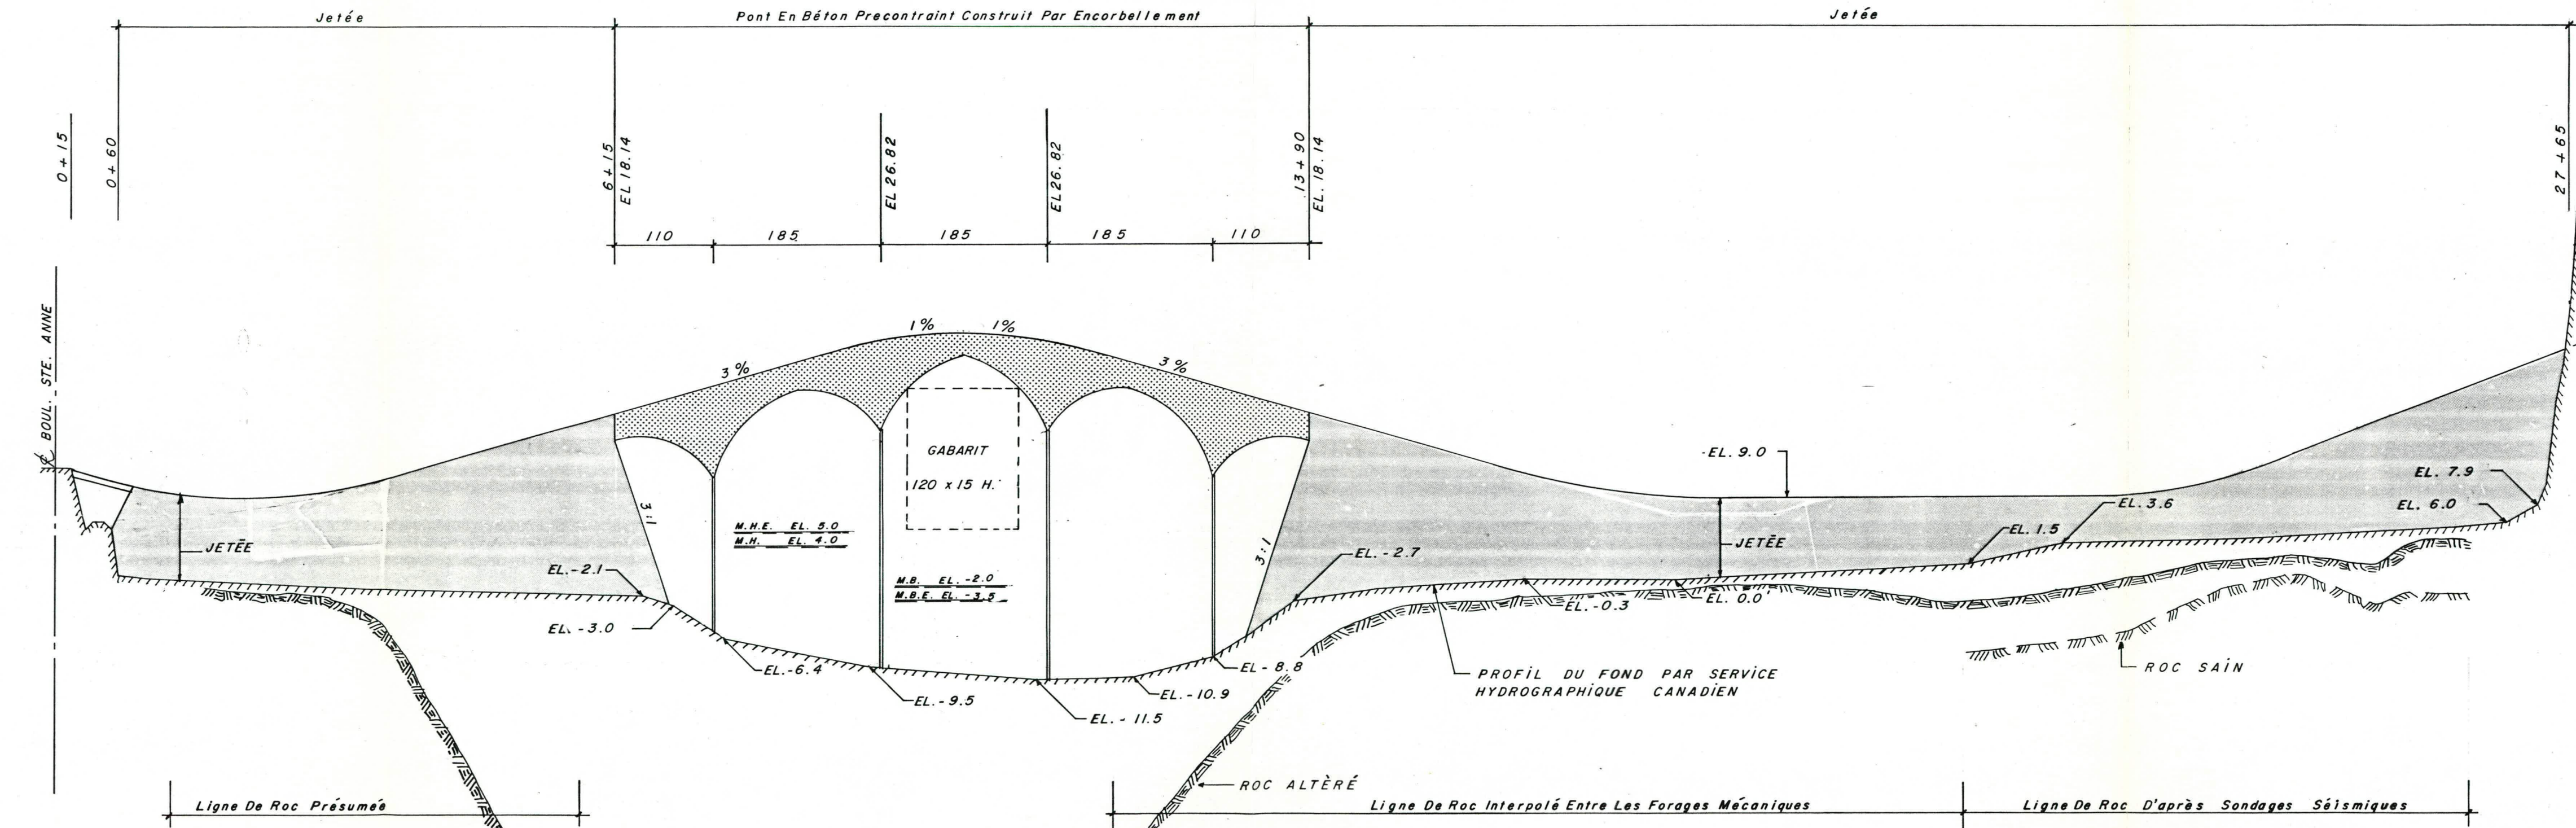 Jetée
Pont En Béton Precontraint Construit Par Encorbellement
Jetée
0+15
0+60
6+15
EL 18.14
EL 26.82
EL 26.82
13+90
EL. 18.14
27+65
110
185
185
185
110
℄ BOUL. STE. ANNE
1%
1%
3%
3%
GABARIT
120 x 15 H.
EL. 9.0
EL. 7.9
EL. 6.0
EL. 3.6
EL. 1.5
3:1
M.H.E. EL. 5.0
M.H. EL. 4.0
JETÉE
JETÉE
3:1
EL. -2.7
EL. -2.1
M.B. EL. -2.0
M.B.E. EL. -3.5
EL. -0.3
EL. 0.0
EL. -3.0
EL. -6.4
EL - 8.8
EL. -9.5
EL. -10.9
EL. - 11.5
PROFiL DU FOND PAR SERVICE
HYDROGRAPHiQUE CANADiEN
ROC SAiN
ROC ALTÈRÉ
Ligne De Roc Présumée
Ligne De Roc Interpolé Entre Les Forages Mécaniques
Ligne De Roc D'après Sondages Séismiques